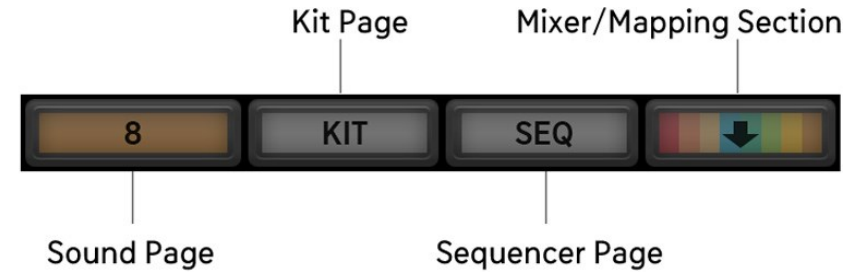 Kit Page
Mixer/Mapping Section
8
KIT
SEQ
Sound Page
Sequencer Page